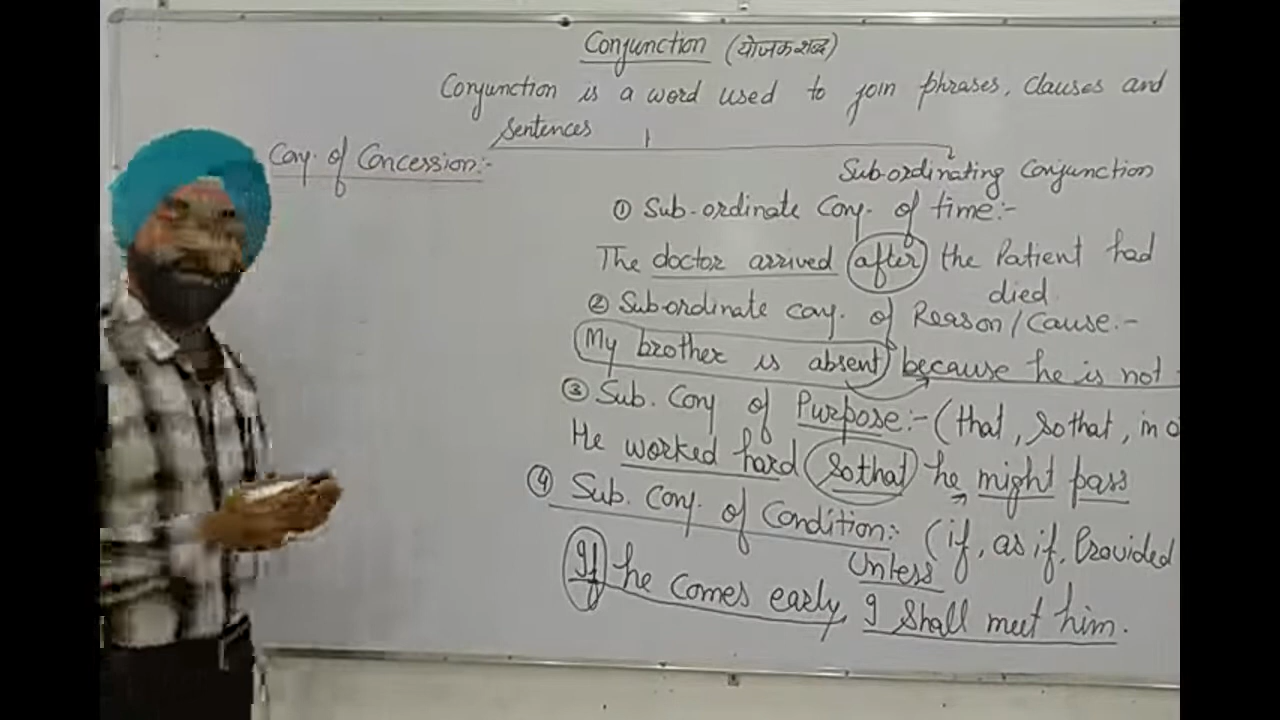 Conjunction (योजक शब्द)
Conjunction is a word used to join phrases, Clauses and
Sentences
Conj. of Concession:-
Sub-ordinating Conjunction
① Sub-ordinate Conj. of time:-
The doctor arrived after the Patient had
died.
② Sub-ordinate conj. of Reason/Cause:-
My brother is absent because he is not
③ Sub. Conj of Purpose:- (that, so that, in
He worked hard so that he might pass
④ Sub. Conj. of Condition:- (if, as if, Provided
Unless
If he comes early, I shall meet him.